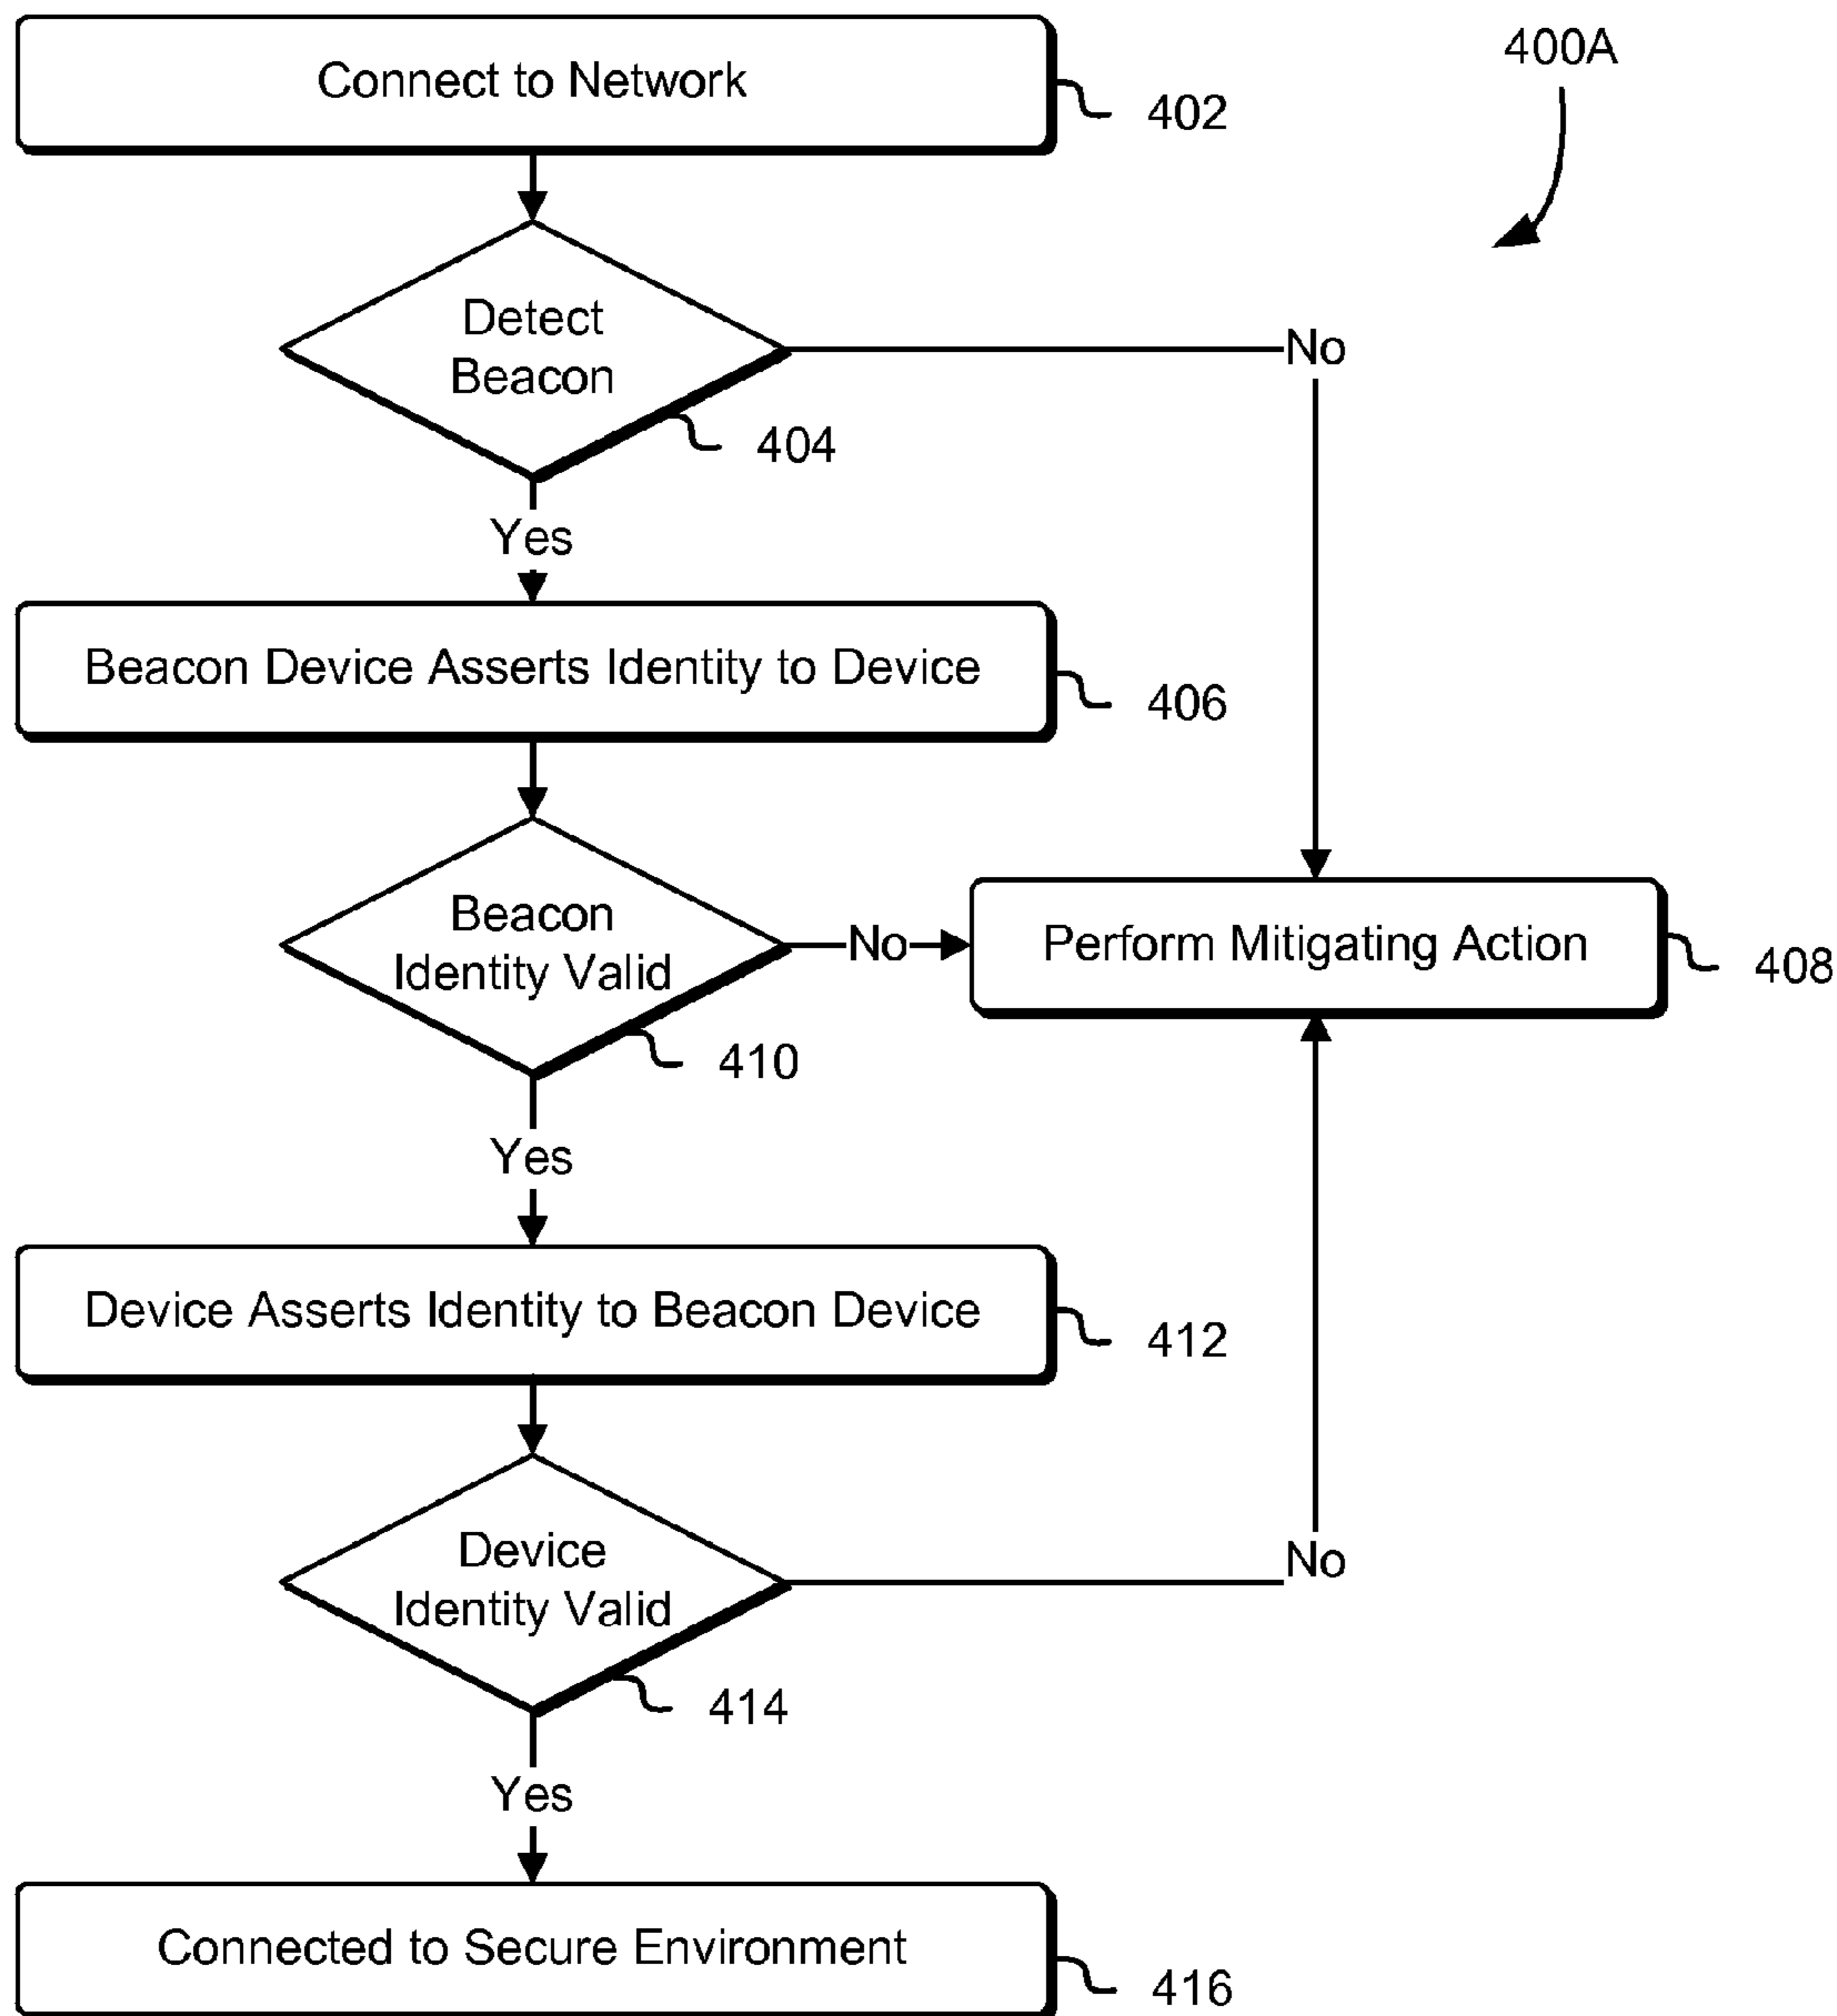 400A
Connect to Network
402
Detect
Beacon
No
404
Yes
Beacon Device Asserts Identity to Device
406
Beacon
Identity Valid
No
Perform Mitigating Action
408
410
Yes
Device Asserts Identity to Beacon Device
412
Device
Identity Valid
No
414
Yes
Connected to Secure Environment
416